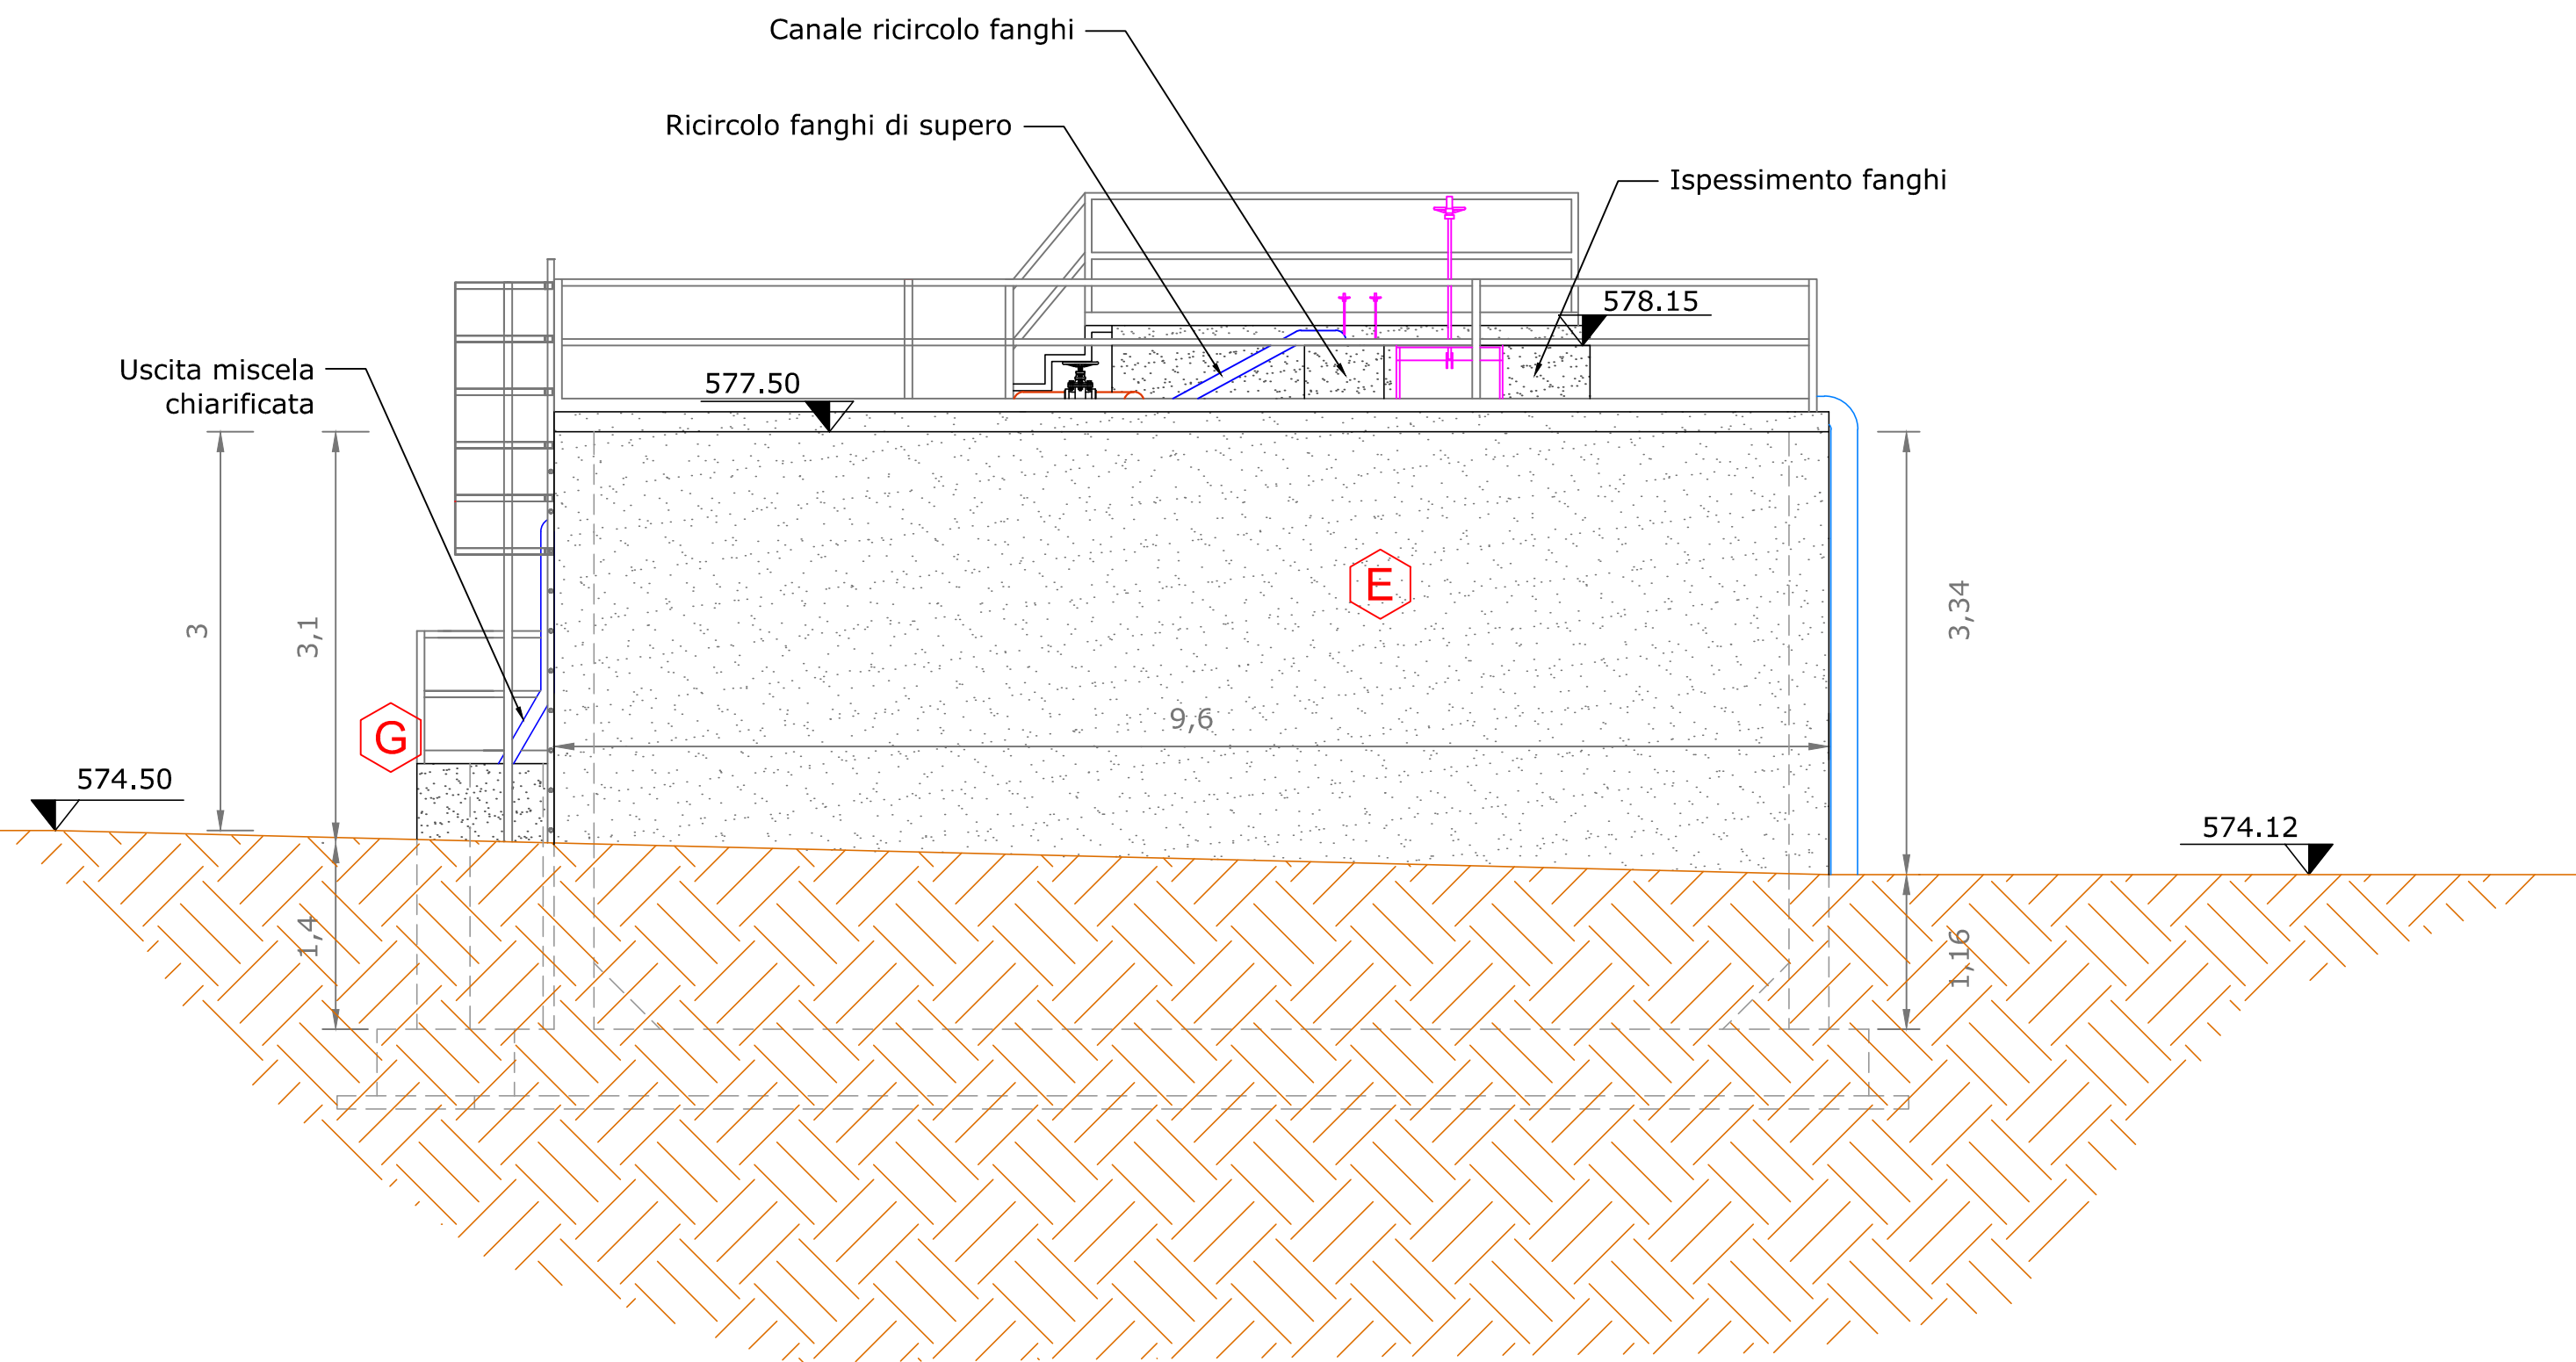 Canale ricircolo fanghi
Ricircolo fanghi di supero
Ispessimento fanghi
578.15
Uscita miscela
chiarificata
577.50
3
3,1
E
3,34
9,6
G
574.50
574.12
1,4
1,16